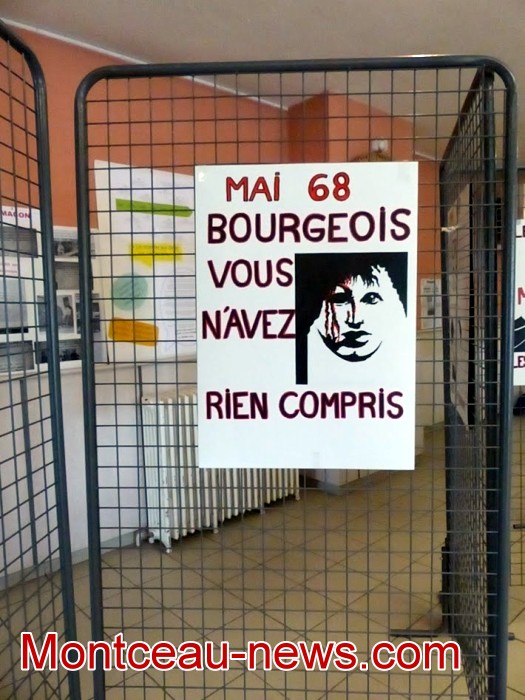 MAi 68
BOURGEOiS
VOUS
N'AVEZ
RiEN COMPRiS
Montceau-news.com